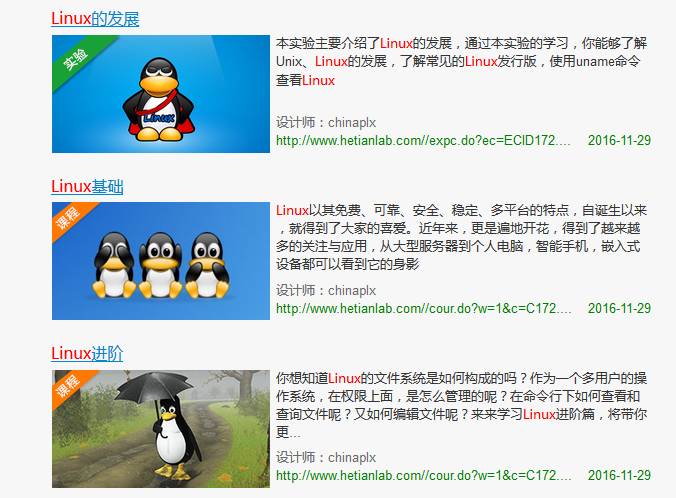 Linux的发展
实验
Linux
本实验主要介绍了Linux的发展，通过本实验的学习，你能够了解
Unix、Linux的发展，了解常见的Linux发行版，使用uname命令
查看Linux
设计师：chinaplx
http://www.hetianlab.com//expc.do?ec=ECID172.... 2016-11-29
Linux基础
课程
Linux以其免费、可靠、安全、稳定、多平台的特点，自诞生以来
，就得到了大家的喜爱。近年来，更是遍地开花，得到了越来越
多的关注与应用，从大型服务器到个人电脑，智能手机，嵌入式
设备都可以看到它的身影
设计师：chinaplx
http://www.hetianlab.com//cour.do?w=1&c=C172.... 2016-11-29
Linux进阶
课程
你想知道Linux的文件系统是如何构成的吗？作为一个多用户的操
作系统，在权限上面，是怎么管理的呢？在命令行下如何查看和
查询文件呢？又如何编辑文件呢？来来学习Linux进阶篇，将带你
更...
设计师：chinaplx
http://www.hetianlab.com//cour.do?w=1&c=C172.... 2016-11-29